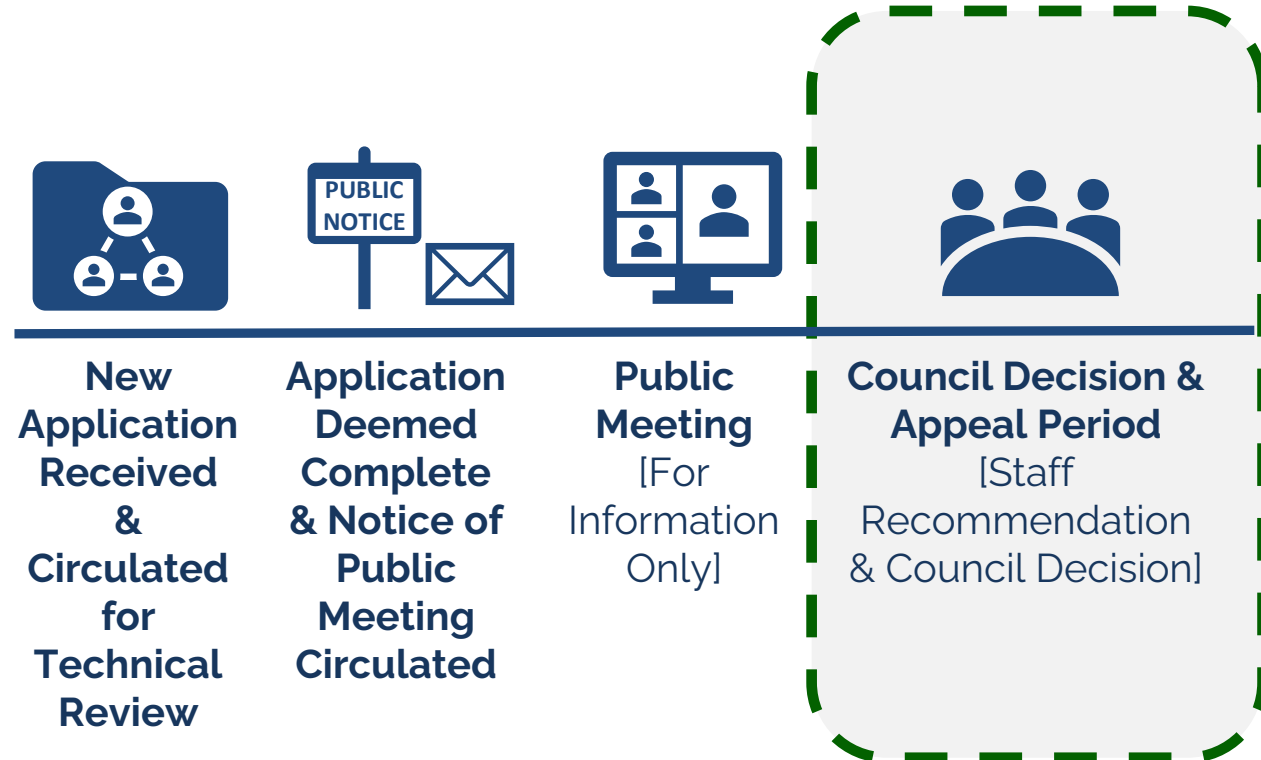 PUBLIC
NOTICE
New
Application
Received
&
Circulated
for
Technical
Review
Application
Deemed
Complete
& Notice of
Public
Meeting
Circulated
Public
Meeting
[For
Information
Only]
Council Decision &
Appeal Period
[Staff
Recommendation
& Council Decision]